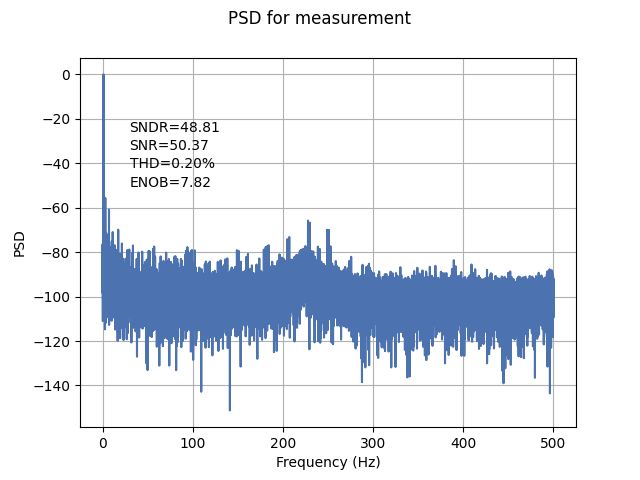 PSD for measurement
0
−20
−40
−60
−80
−100
−120
−140
PSD
SNDR=48.81
SNR=50.37
THD=0.20%
ENOB=7.82
0 100 200 300 400 500
Frequency (Hz)